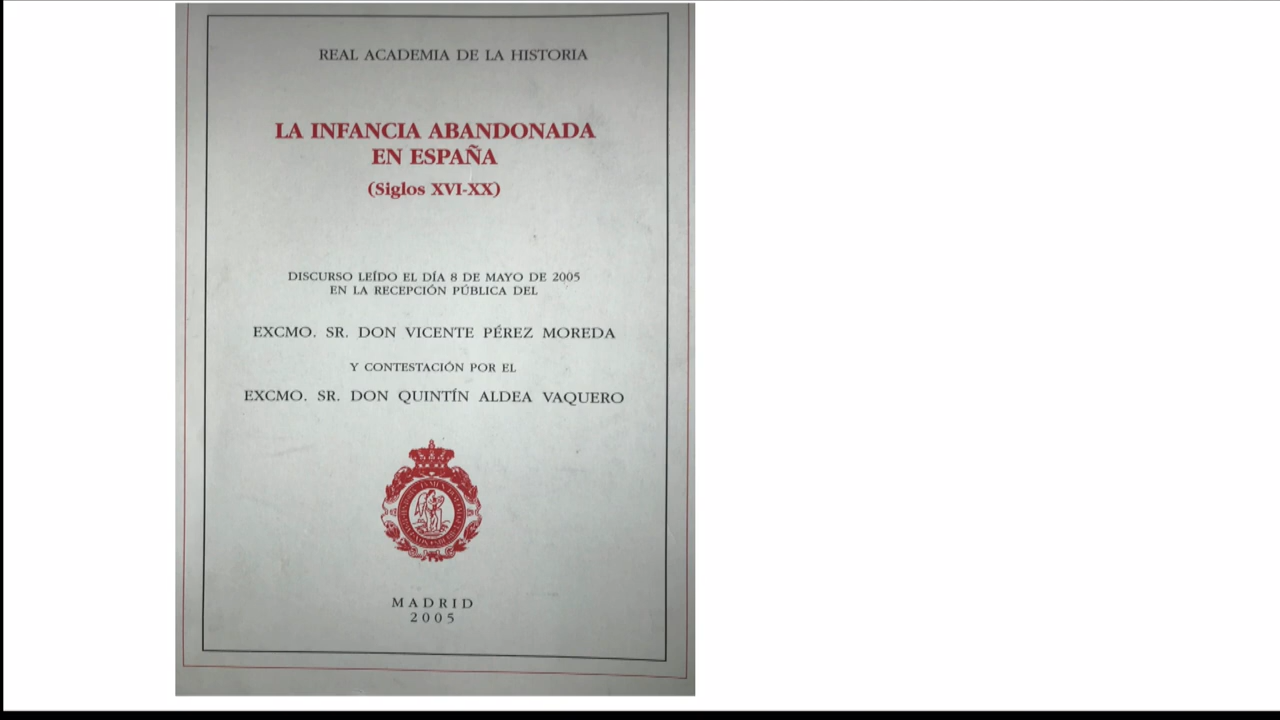 REAL ACADEMIA DE LA HISTORIA
LA INFANCIA ABANDONADA
EN ESPAÑA
(Siglos XVI-XX)
DISCURSO LEÍDO EL DÍA 8 DE MAYO DE 2005
EN LA RECEPCIÓN PÚBLICA DEL
EXCMO. SR. DON VICENTE PÉREZ MOREDA
Y CONTESTACIÓN POR EL
EXCMO. SR. DON QUINTÍN ALDEA VAQUERO
MADRID
2005